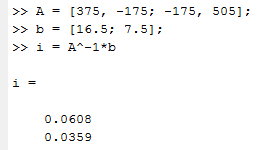 >> A = [375, -175; -175, 505];
>> b = [16.5; 7.5];
>> i = A^-1*b
i =
0.0608
0.0359